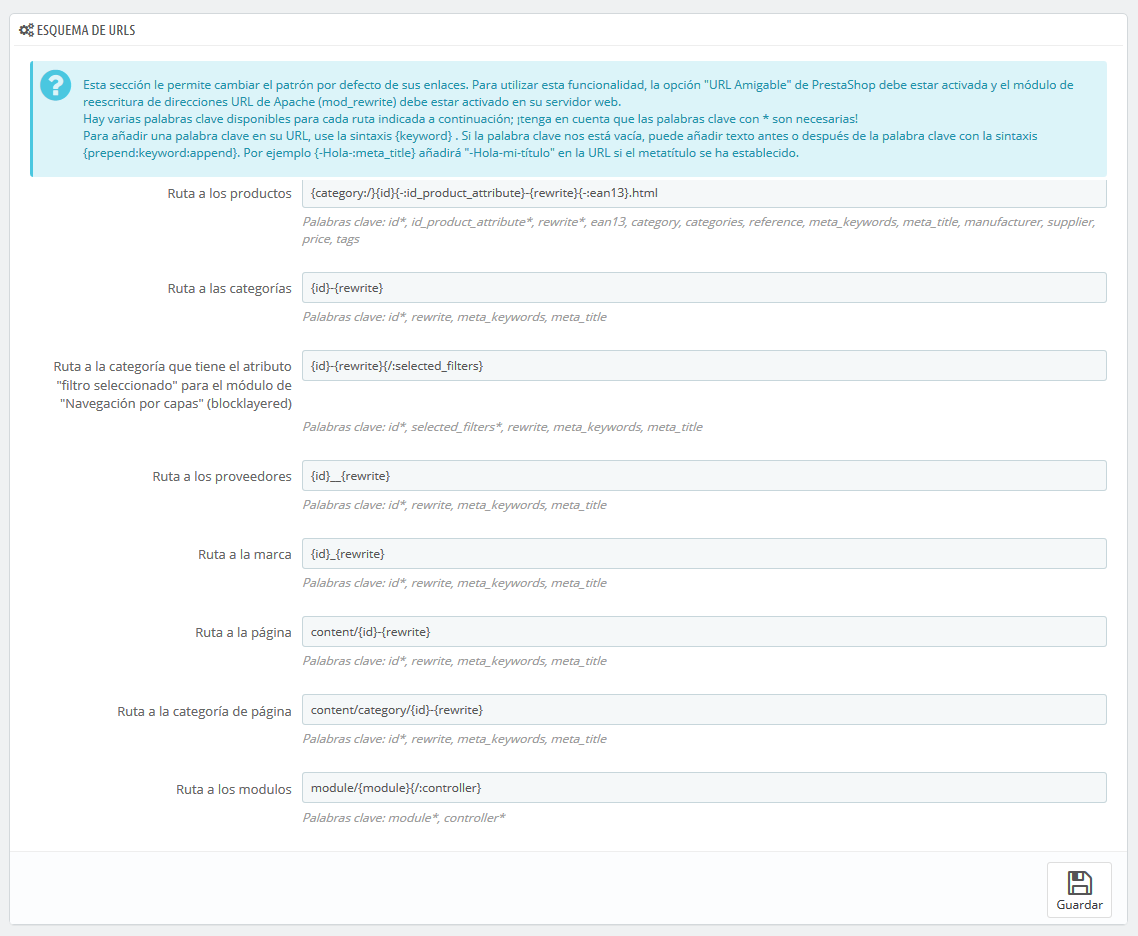 ESQUEMA DE URLS
Esta sección le permite cambiar el patrón por defecto de sus enlaces. Para utilizar esta funcionalidad, la opción "URL Amigable" de PrestaShop debe estar activada y el módulo de
reescritura de direcciones URL de Apache (mod_rewrite) debe estar activado en su servidor web.
Hay varias palabras clave disponibles para cada ruta indicada a continuación; ¡tenga en cuenta que las palabras clave con * son necesarias!
Para añadir una palabra clave en su URL, use la sintaxis {keyword} . Si la palabra clave nos está vacía, puede añadir texto antes o después de la palabra clave con la sintaxis
{prepend:keyword:append}. Por ejemplo {-Hola-:meta_title} añadirá "-Hola-mi-título" en la URL si el metatítulo se ha establecido.
Ruta a los productos
{category:/}{id}{-:id_product_attribute}-{rewrite}{-:ean13}.html
Palabras clave: id*, id_product_attribute*, rewrite*, ean13, category, categories, reference, meta_keywords, meta_title, manufacturer, supplier,
price, tags
Ruta a las categorías
{id}-{rewrite}
Palabras clave: id*, rewrite, meta_keywords, meta_title
Ruta a la categoría que tiene el atributo
"filtro seleccionado" para el módulo de
"Navegación por capas" (blocklayered)
{id}-{rewrite}{/:selected_filters}
Palabras clave: id*, selected_filters*, rewrite, meta_keywords, meta_title
Ruta a los proveedores
{id}__{rewrite}
Palabras clave: id*, rewrite, meta_keywords, meta_title
Ruta a la marca
{id}_{rewrite}
Palabras clave: id*, rewrite, meta_keywords, meta_title
Ruta a la página
content/{id}-{rewrite}
Palabras clave: id*, rewrite, meta_keywords, meta_title
Ruta a la categoría de página
content/category/{id}-{rewrite}
Palabras clave: id*, rewrite, meta_keywords, meta_title
Ruta a los modulos
module/{module}{/:controller}
Palabras clave: module*, controller*
Guardar